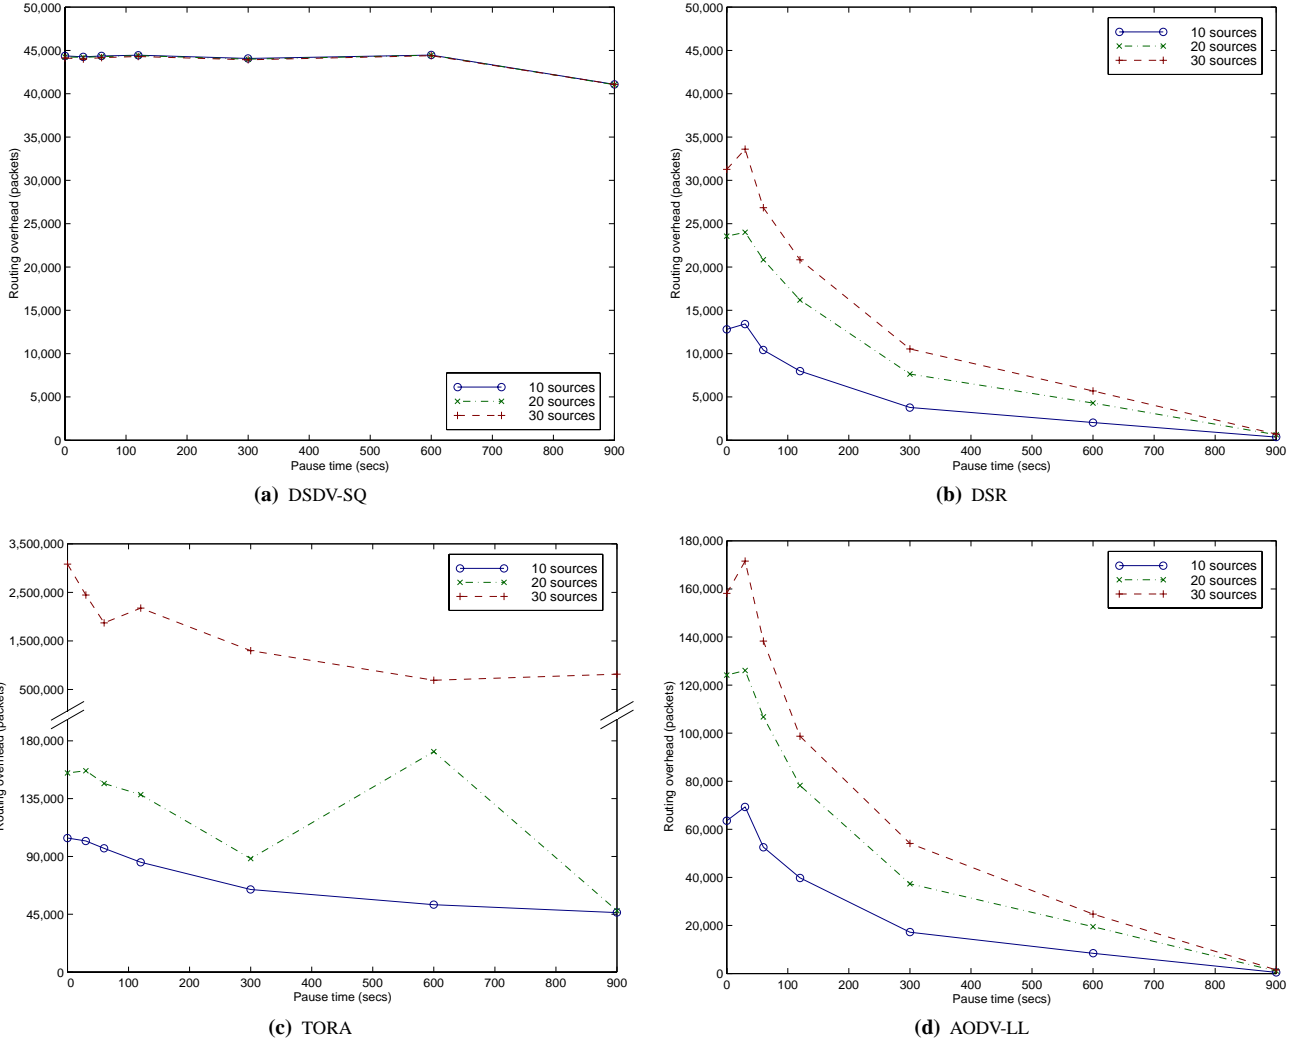 50,000
45,000
40,000
35,000
30,000
25,000
20,000
15,000
10,000
5,000
0
Routing overhead (packets)
10 sources
20 sources
30 sources
0 100 200 300 400 500 600 700 800 900
Pause time (secs)
(a) DSDV-SQ
50,000
45,000
40,000
35,000
30,000
25,000
20,000
15,000
10,000
5,000
0
Routing overhead (packets)
10 sources
20 sources
30 sources
0 100 200 300 400 500 600 700 800 900
Pause time (secs)
(b) DSR
3,500,000
2,500,000
1,500,000
500,000
180,000
135,000
90,000
45,000
0
Routing overhead (packets)
10 sources
20 sources
30 sources
0 100 200 300 400 500 600 700 800 900
Pause time (secs)
(c) TORA
180,000
160,000
140,000
120,000
100,000
80,000
60,000
40,000
20,000
0
Routing overhead (packets)
10 sources
20 sources
30 sources
0 100 200 300 400 500 600 700 800 900
Pause time (secs)
(d) AODV-LL